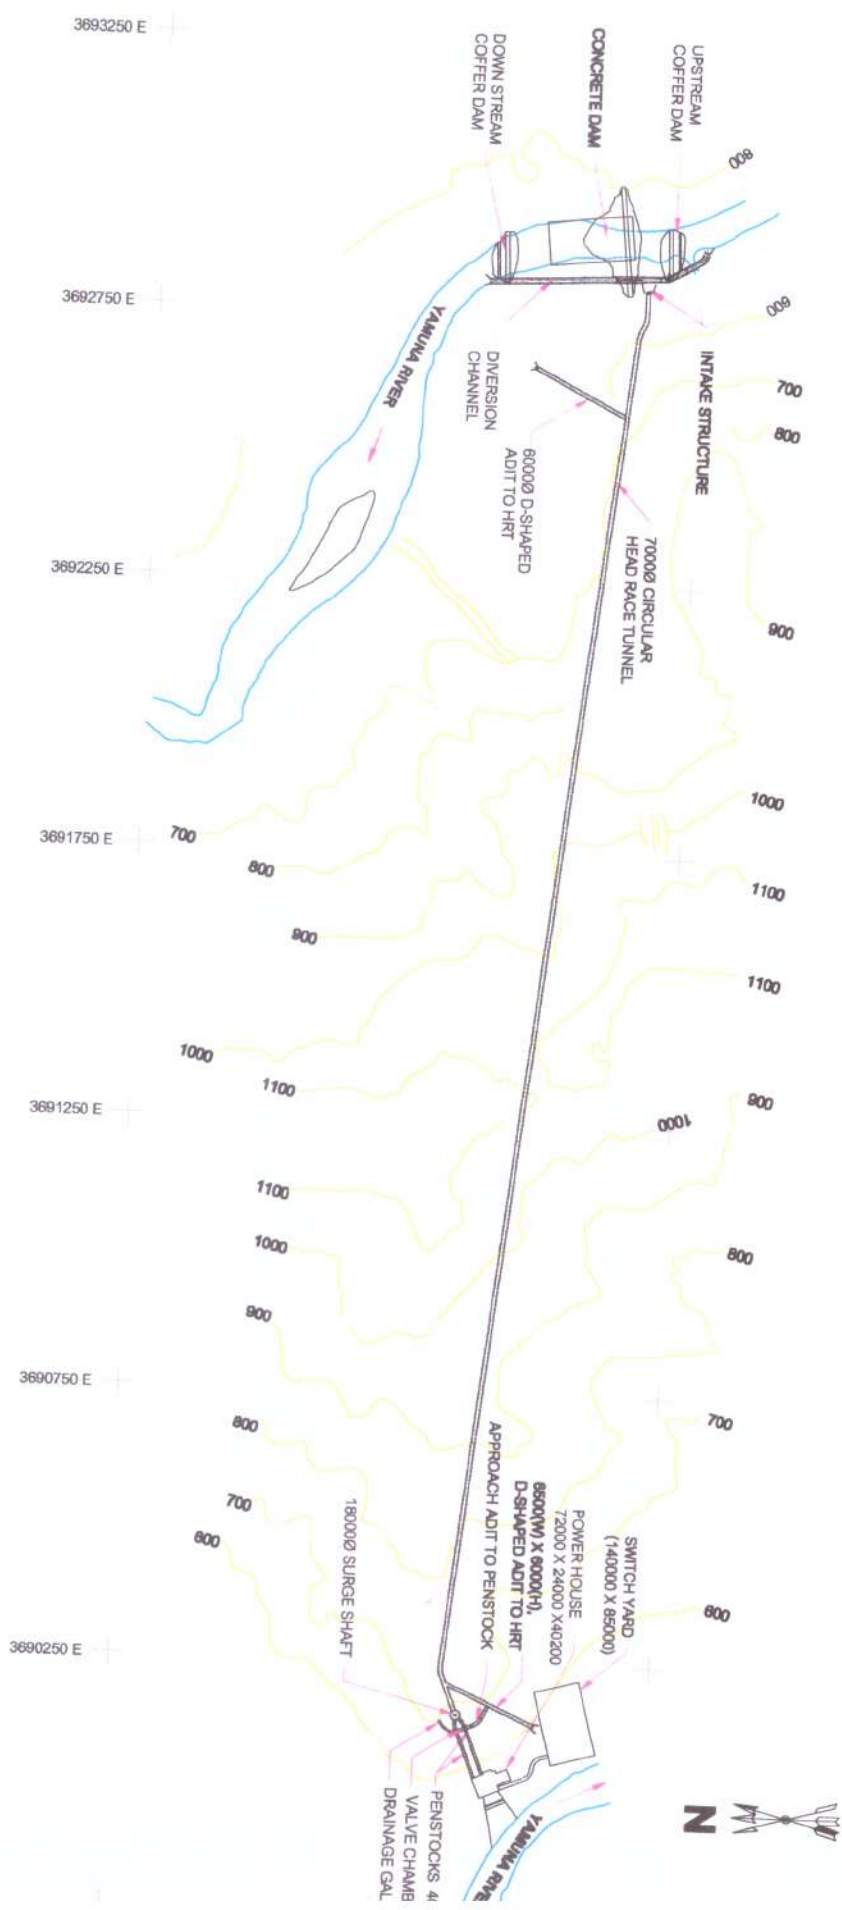 3693250 E
UPSTREAM
COFFER DAM
CONCRETE DAM
DOWN STREAM
COFFER DAM
800
3692750 E
600
YAMUNA RIVER
INTAKE STRUCTURE
700
DIVERSION
CHANNEL
800
6000Ø D-SHAPED
ADIT TO HRT
7000Ø CIRCULAR
HEAD RACE TUNNEL
3692250 E
900
1000
3691750 E
700
800
1100
900
1100
1000
1100
3691250 E
900
1000
1100
1000
800
900
3690750 E
700
800
APPROACH ADIT TO PENSTOCK
6500(W) X 6000(H),
D-SHAPED ADIT TO HRT
POWER HOUSE
72000 X 24000 X40200
SWITCH YARD
(140000 X 85000)
700
18000Ø SURGE SHAFT
600
600
3690250 E
PENSTOCKS
VALVE CHAMB
DRAINAGE GAL
YAMUNA RIVE
N